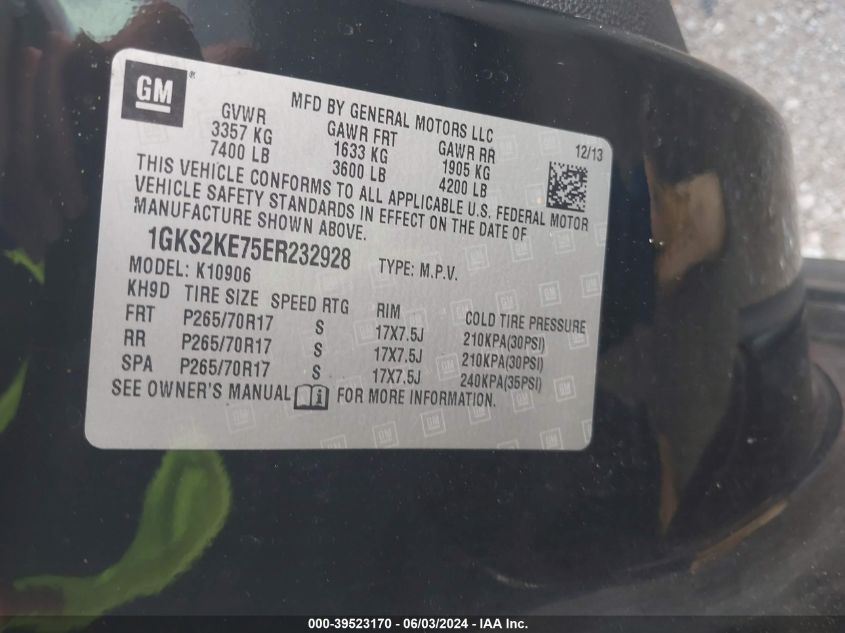 GM ®
MFD BY GENERAL MOTORS LLC
GVWR GAWR FRT GAWR RR 12/13
3357 KG 1633 KG 1905 KG
7400 LB 3600 LB 4200 LB
THIS VEHICLE CONFORMS TO ALL APPLICABLE U.S. FEDERAL MOTOR
VEHICLE SAFETY STANDARDS IN EFFECT ON THE DATE OF
MANUFACTURE SHOWN ABOVE.
1GKS2KE75ER232928 TYPE: M.P.V.
MODEL: K10906
KH9D TIRE SIZE SPEED RTG RIM COLD TIRE PRESSURE
FRT P265/70R17 S 17X7.5J 210KPA(30PSI)
RR P265/70R17 S 17X7.5J 210KPA(30PSI)
SPA P265/70R17 S 17X7.5J 240KPA(35PSI)
SEE OWNER'S MANUAL FOR MORE INFORMATION.
000-39523170 - 06/03/2024 - IAA Inc.